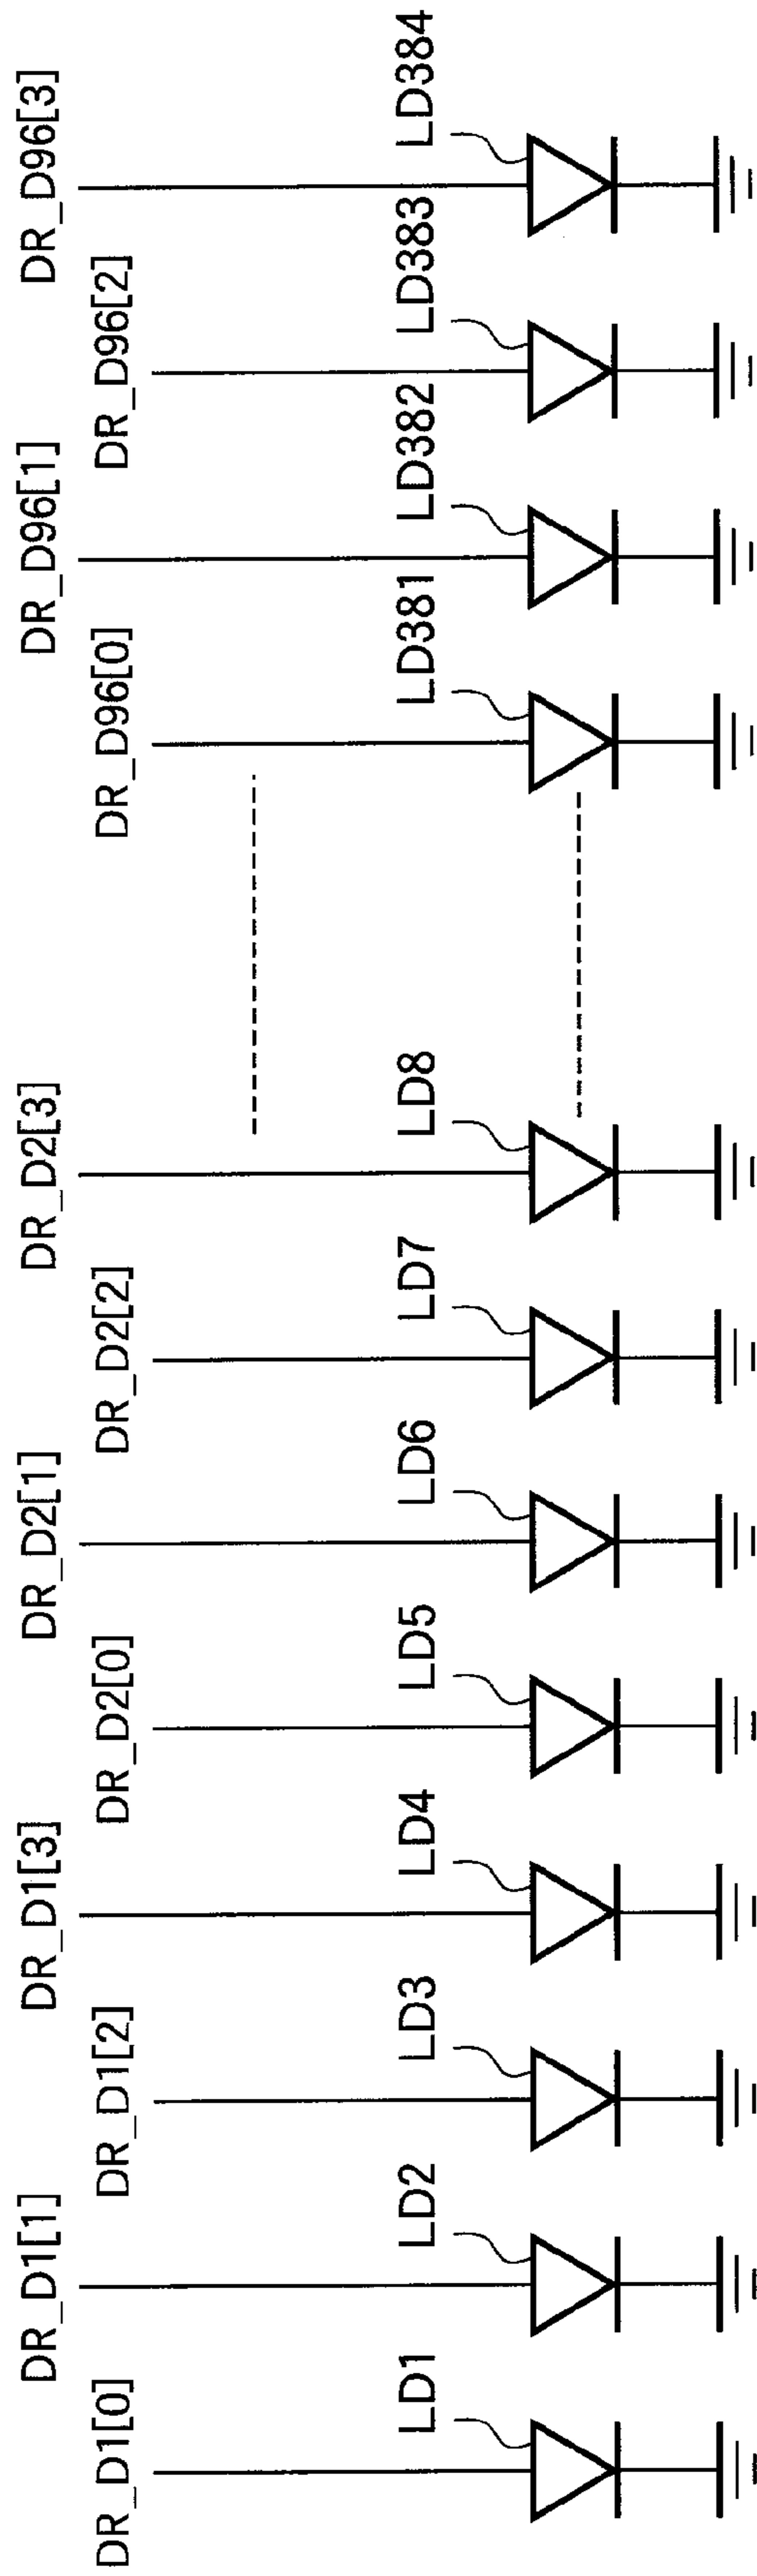 DR_D1[0]
DR_D1[1]
DR_D1[2]
DR_D1[3]
DR_D2[0]
DR_D2[1]
DR_D2[2]
DR_D2[3]
DR_D96[0]
DR_D96[1]
DR_D96[2]
DR_D96[3]
LD1
LD2
LD3
LD4
LD5
LD6
LD7
LD8
LD381
LD382
LD383
LD384